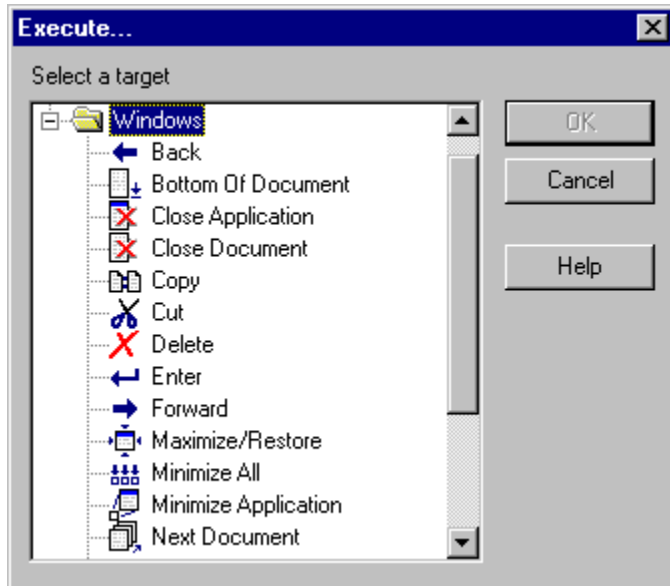 Execute...
Select a target
Windows
Back
Bottom Of Document
Close Application
Close Document
Copy
Cut
Delete
Enter
Forward
Maximize/Restore
Minimize All
Minimize Application
Next Document
OK
Cancel
Help